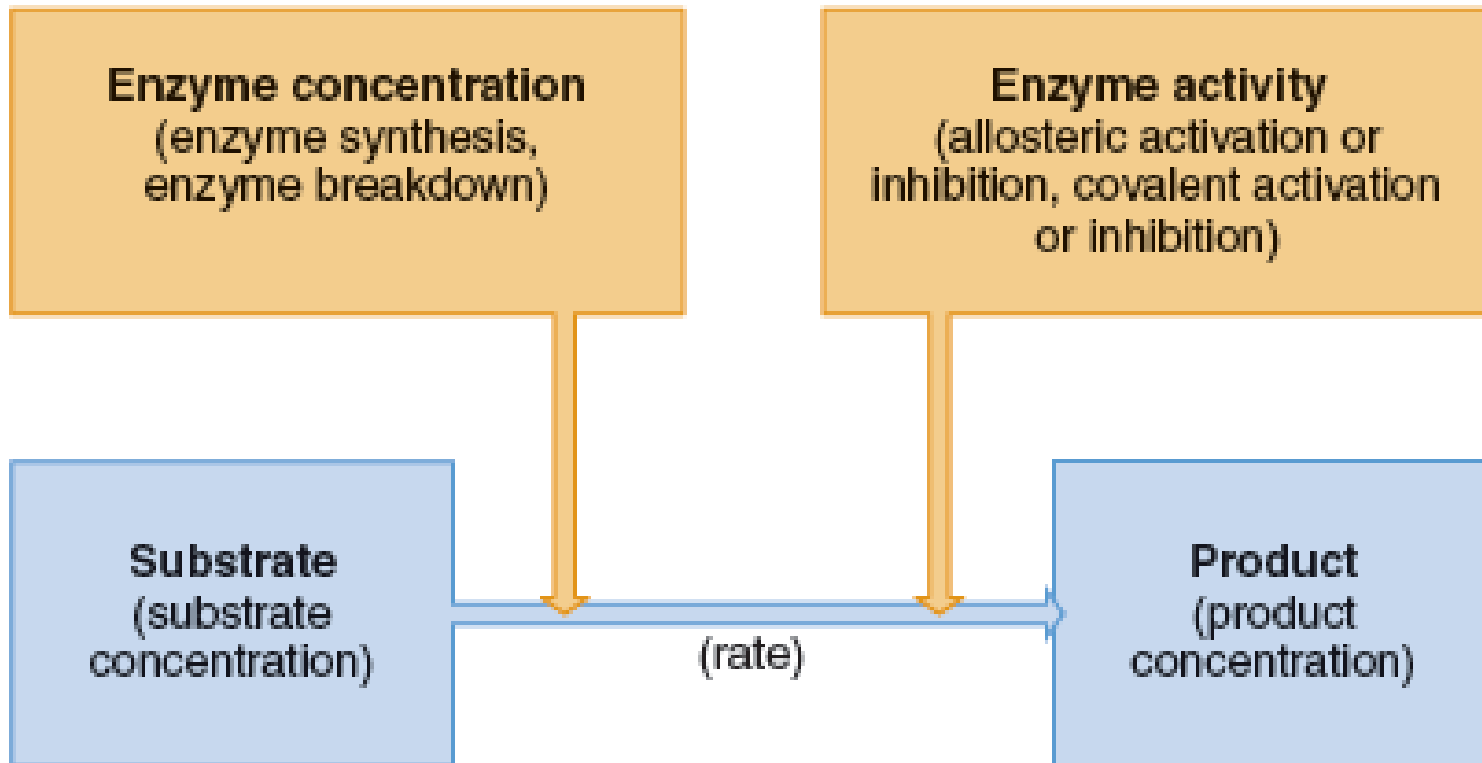 Enzyme concentration
(enzyme synthesis,
enzyme breakdown)
Enzyme activity
(allosteric activation or
inhibition, covalent activation
or inhibition)
Substrate
(substrate
concentration)
(rate)
Product
(product
concentration)